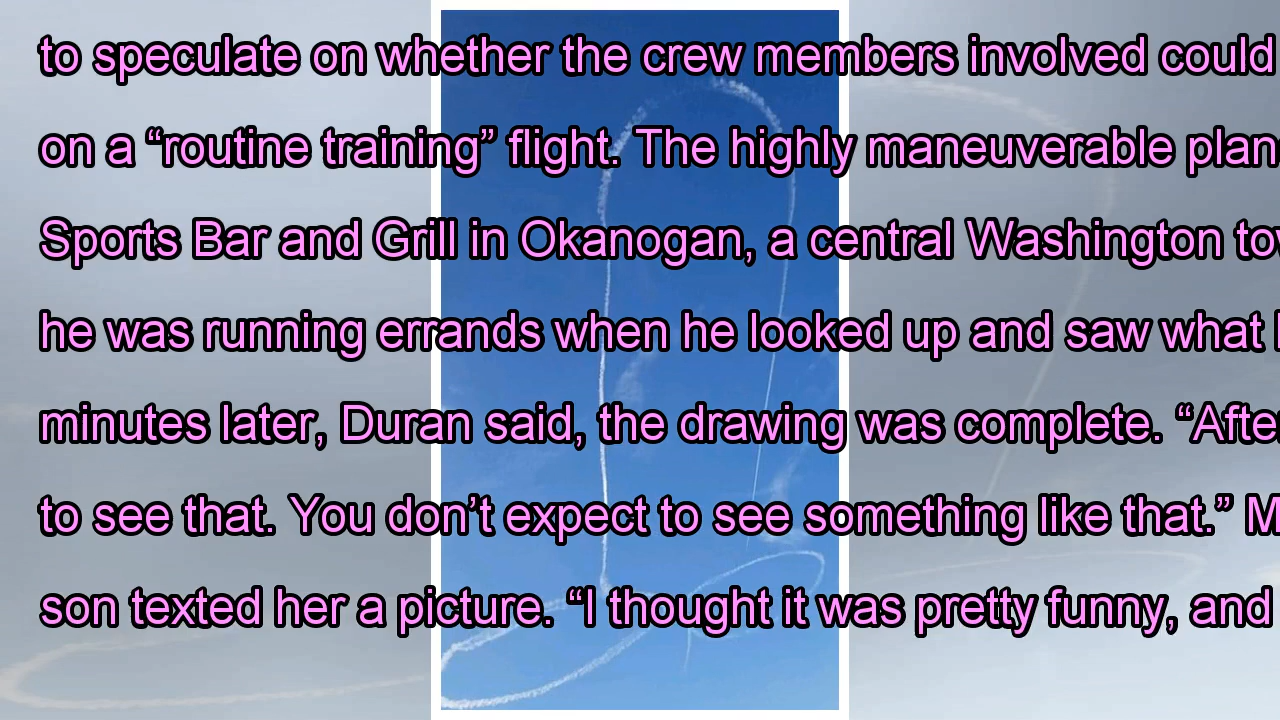 to speculate on whether the crew members involved could
on a “routine training” flight. The highly maneuverable
Sports Bar and Grill in Okanogan, a central Washington
he was running errands when he looked up and saw what
minutes later, Duran said, the drawing was complete. “After
to see that. You don’t expect to see something like that.”
son texted her a picture. “I thought it was pretty funny, and